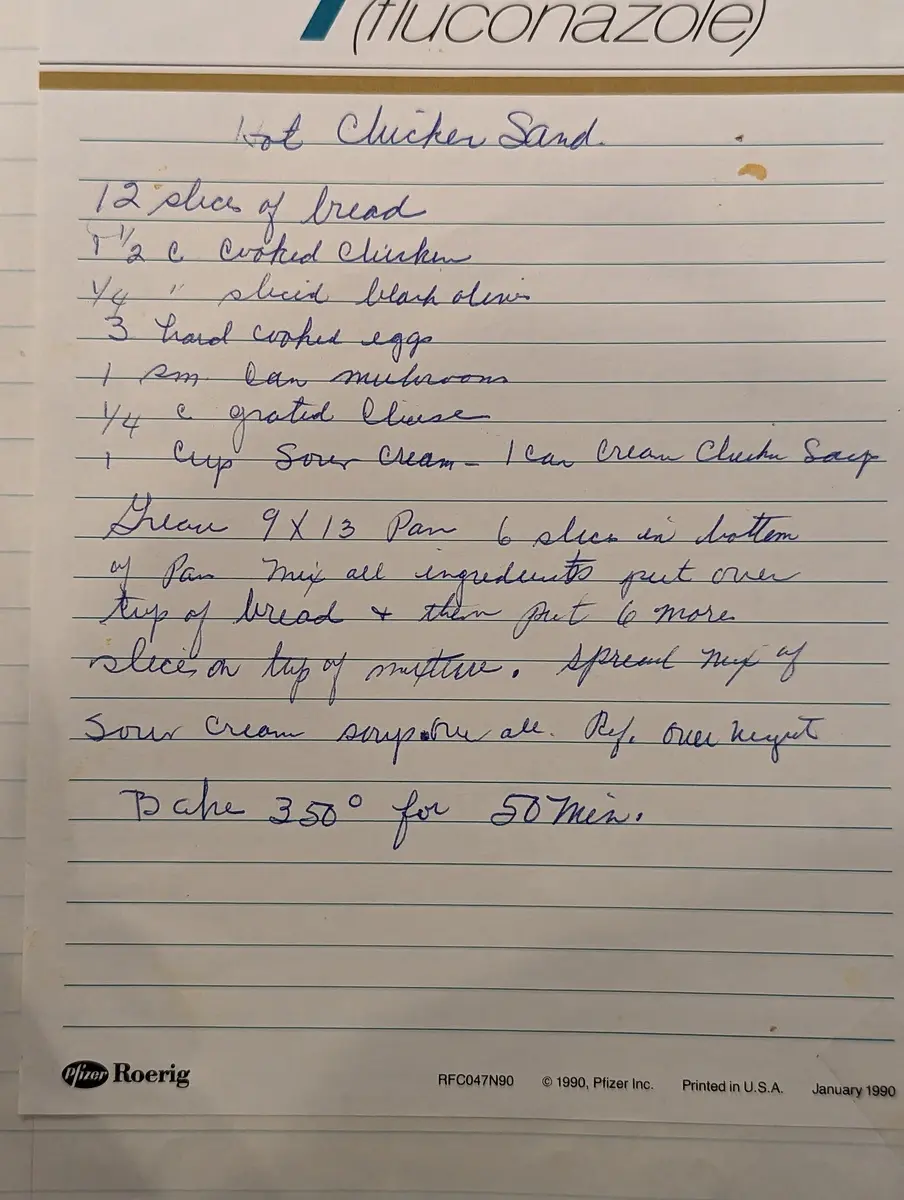 (fluconazole)
Hot Chicken Sand.
12 slices of bread
1 1/2 c cooked chicken
1/4 " sliced black olives
3 hard cooked eggs
1 sm can mushrooms
1/4 c grated cheese
1 cup sour cream - 1 can cream chicken soup
Grease 9 X 13 Pan 6 slices in bottom
of Pan Mix all ingredients put over
top of bread & then put 6 more
slices on top of mixture. spread mix of
sour cream soup over all. Ref. over night
Bake 350° for 50 min.
Pfizer Roerig
RFC047N90 © 1990, Pfizer Inc. Printed in U.S.A. January 1990